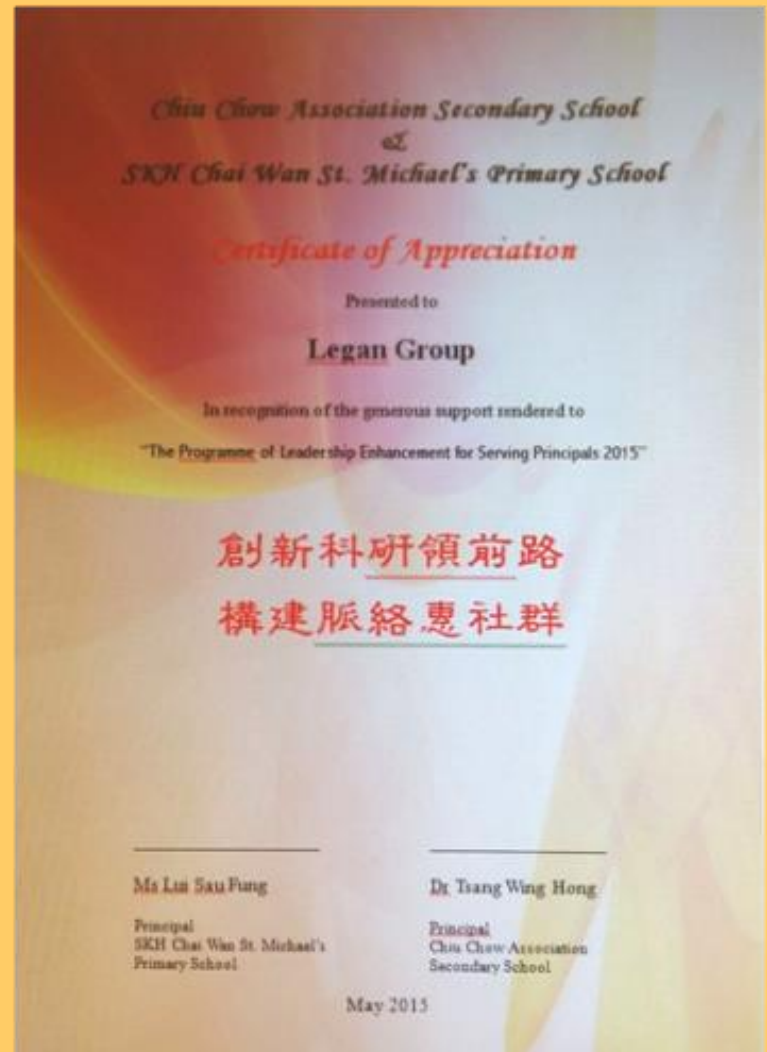 Chiu Chow Association Secondary School
&
SKH Chai Wan St. Michael's Primary School
Certificate of Appreciation
Presented to
Legan Group
In recognition of the generous support rendered to
"The Programme of Leadership Enhancement for Serving Principals 2015"
創新科研領前路
構建脈絡惠社群
Ms Lui Sau Fung
Principal
SKH Chai Wan St. Michael's
Primary School
Dr Tsang Wing Hong
Principal
Chiu Chow Association
Secondary School
May 2015